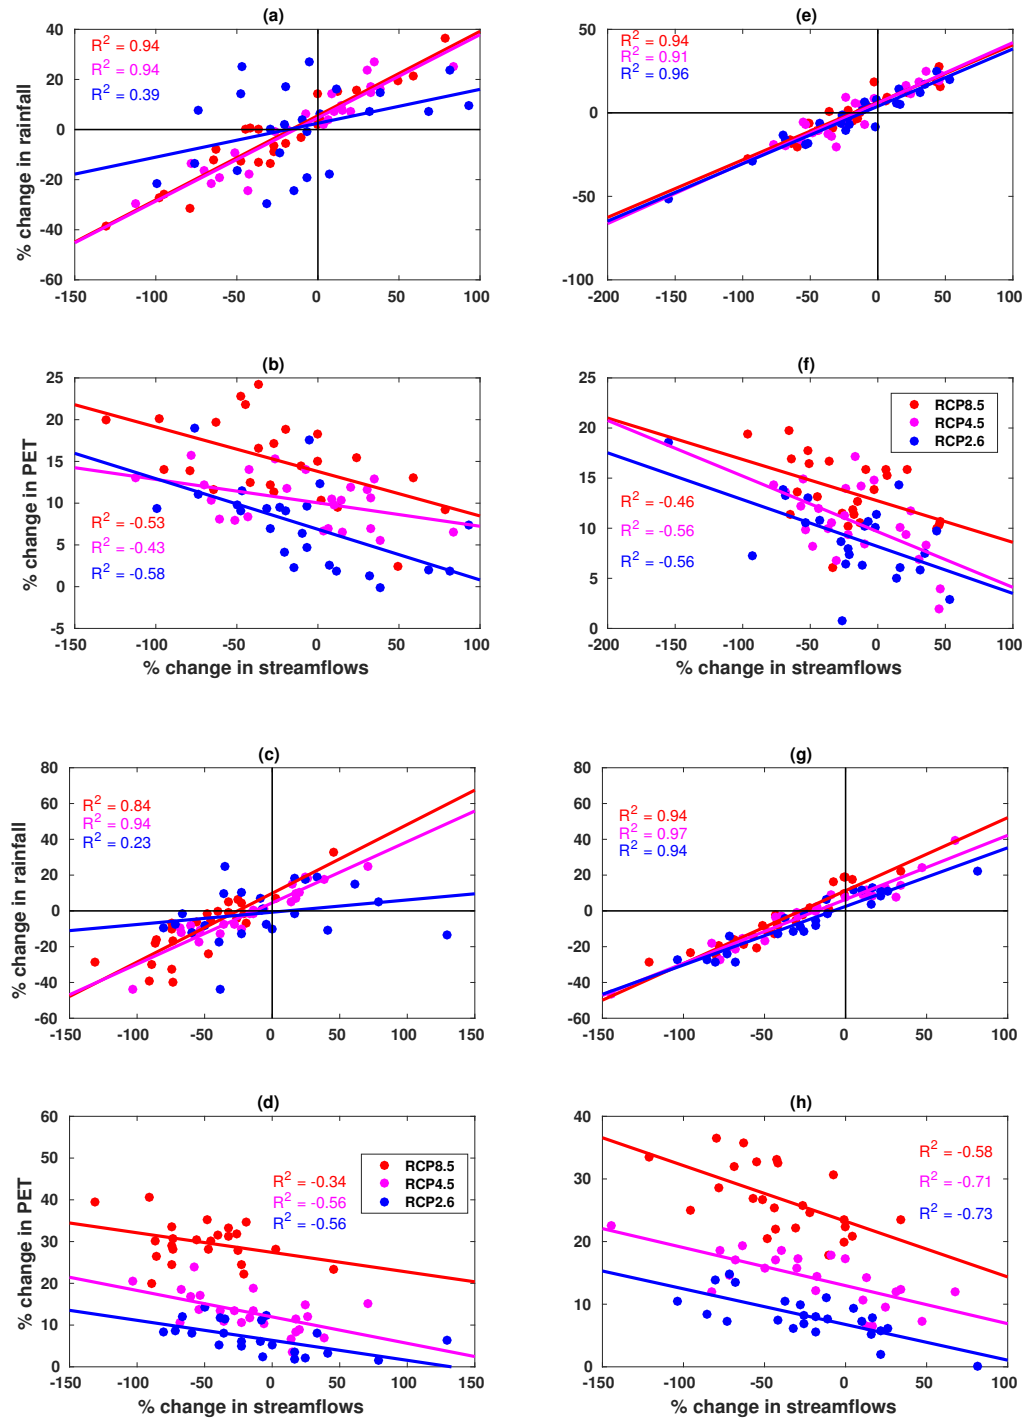 (a)
40
20
0
-20
-40
-60
-150
-100
-50
0
50
100
% change in rainfall
R2 = 0.94
R2 = 0.94
R2 = 0.39
(e)
50
0
-50
-100
-200
-150
-100
-50
0
50
100
R2 = 0.94
R2 = 0.91
R2 = 0.96
(b)
25
20
15
10
5
0
-5
-150
-100
-50
0
50
100
% change in PET
% change in streamflows
R2 = -0.53
R2 = -0.43
R2 = -0.58
(f)
25
20
15
10
5
0
-200
-150
-100
-50
0
50
100
% change in streamflows
RCP8.5
RCP4.5
RCP2.6
R2 = -0.46
R2 = -0.56
R2 = -0.56
(c)
80
60
40
20
0
-20
-40
-60
-150
-100
-50
0
50
100
150
% change in rainfall
R2 = 0.84
R2 = 0.94
R2 = 0.23
(g)
80
60
40
20
0
-20
-40
-60
-150
-100
-50
0
50
100
R2 = 0.94
R2 = 0.97
R2 = 0.94
(d)
60
50
40
30
20
10
0
-150
-100
-50
0
50
100
150
% change in PET
% change in streamflows
RCP8.5
RCP4.5
RCP2.6
R2 = -0.34
R2 = -0.56
R2 = -0.56
(h)
40
30
20
10
0
-150
-100
-50
0
50
100
% change in streamflows
R2 = -0.58
R2 = -0.71
R2 = -0.73